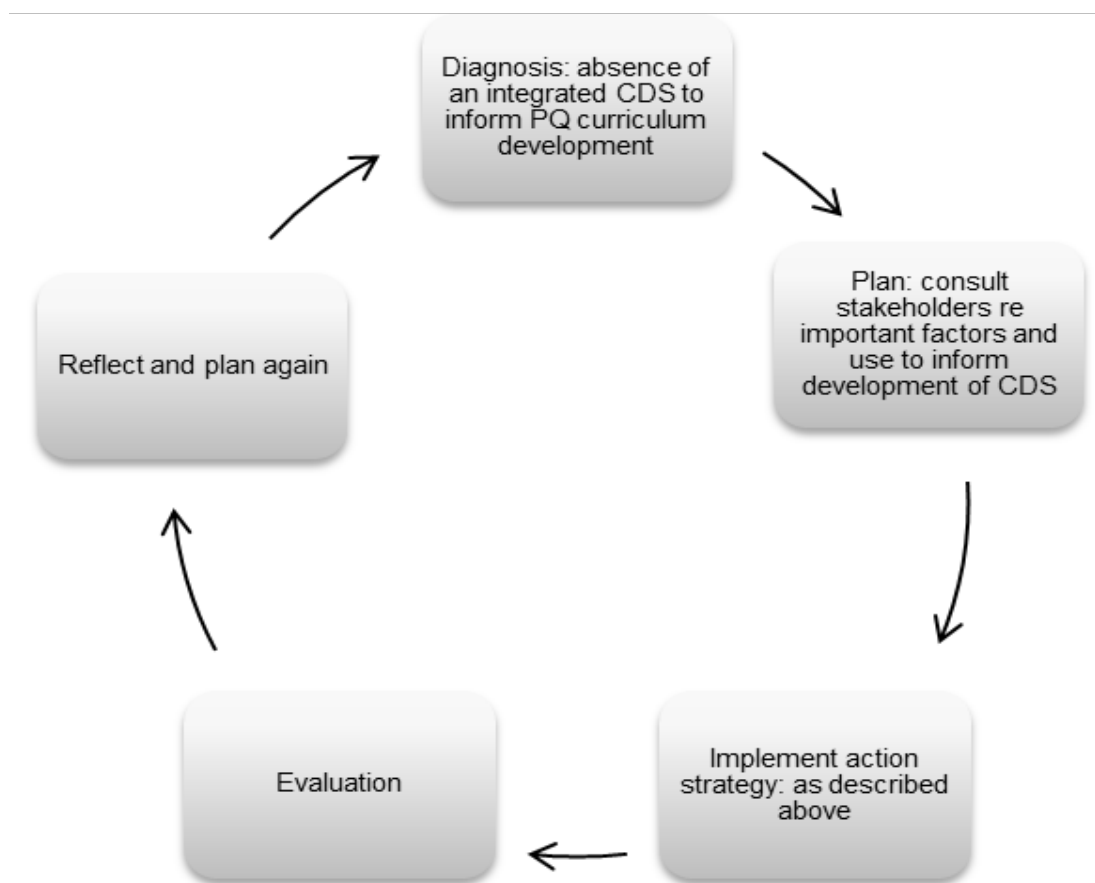 Diagnosis: absence of
an integrated CDS to
inform PQ curriculum
development
Plan: consult
stakeholders re
important factors and
use to inform
development of CDS
Implement action
strategy: as described
above
Evaluation
Reflect and plan again